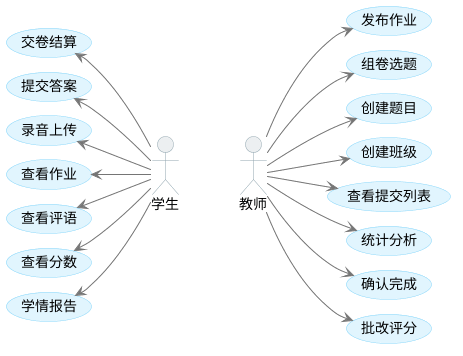 交卷结算
提交答案
录音上传
查看作业
查看评语
查看分数
学情报告
学生
教师
发布作业
组卷选题
创建题目
创建班级
查看提交列表
统计分析
确认完成
批改评分